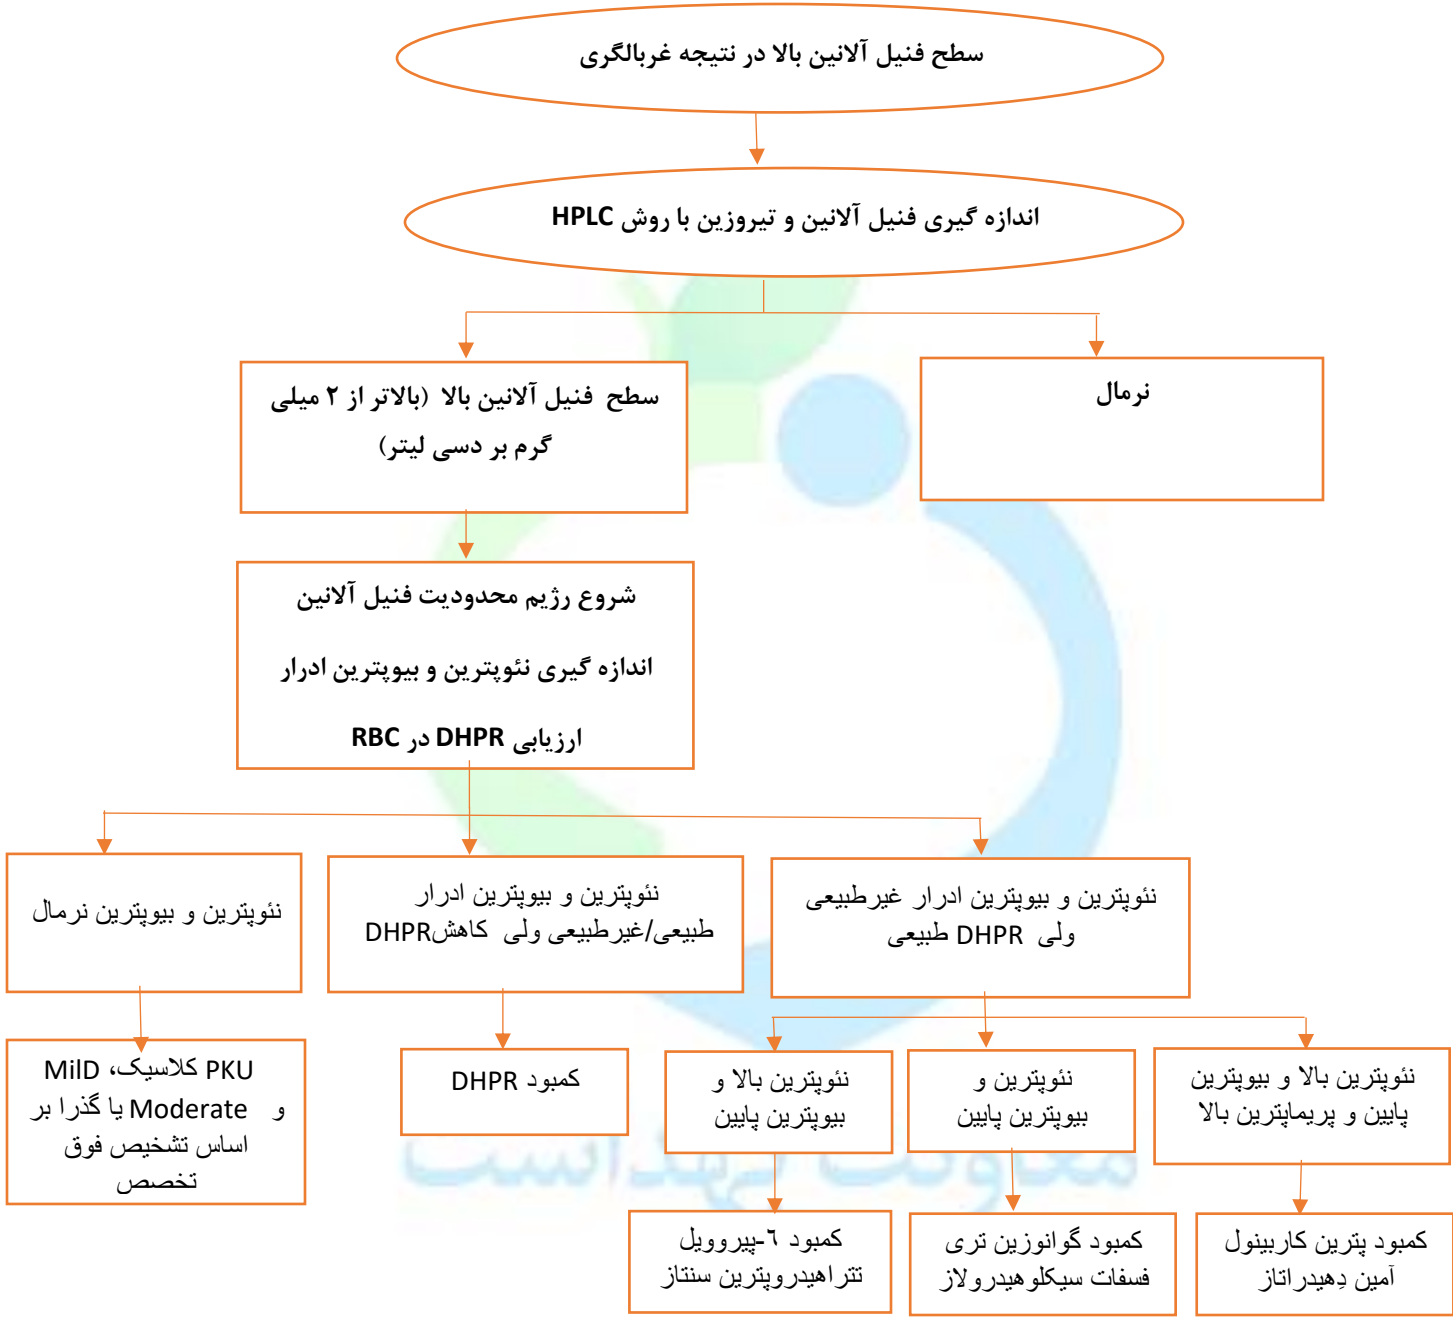 سطح فنیل آلانین بالا در نتیجه غربالگری
اندازه گیری فنیل آلانین و تیروزین با روش HPLC
نرمال
سطح فنیل آلانین بالا (بالاتر از ۲ میلی
گرم بر دسی لیتر)
شروع رژیم محدودیت فنیل آلانین
اندازه گیری نئوپترین و بیوپترین ادرار
ارزیابی DHPR در RBC
نئوپترین و بیوپترین ادرار غیرطبیعی
ولی DHPR طبیعی
نئوپترین و بیوپترین ادرار
طبیعی/غیرطبیعی ولی کاهشDHPR
نئوپترین و بیوپترین نرمال
نئوپترین بالا و بیوپترین
پایین و پریماپترین بالا
نئوپترین و
بیوپترین پایین
نئوپترین بالا و
بیوپترین پایین
کمبود DHPR
PKU کلاسیک، MilD
و Moderate یا گذرا بر
اساس تشخیص فوق
تخصص
کمبود پترین کاربینول
آمین دِهیدراتاز
کمبود گوانوزین تری
فسفات سیکلوهیدرولاز
کمبود ٦-پیروویل
تتراهیدروپترین سنتاز
معاونت بهداشت